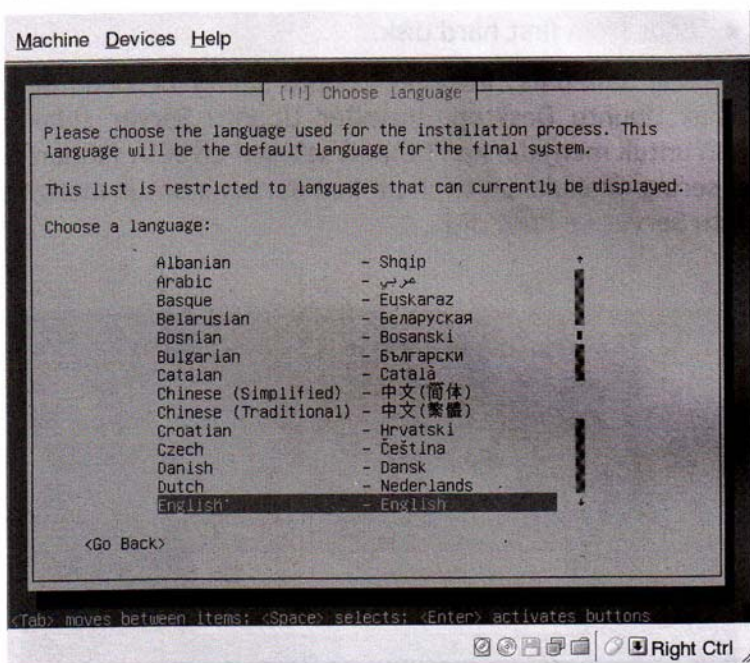 Machine Devices Help
[!!] Choose language
Please choose the language used for the installation process. This
language will be the default language for the final system.
This list is restricted to languages that can currently be displayed.
Choose a language:
Albanian - Shqip
Arabic - عربي
Basque - Euskaraz
Belarusian - Беларуская
Bosnian - Bosanski
Bulgarian - Български
Catalan - Català
Chinese (Simplified) - 中文(简体)
Chinese (Traditional) - 中文(繁體)
Croatian - Hrvatski
Czech - Čeština
Danish - Dansk
Dutch - Nederlands
English - English
<Go Back>
<Tab> moves between items; <Space> selects; <Enter> activates buttons
Right Ctrl